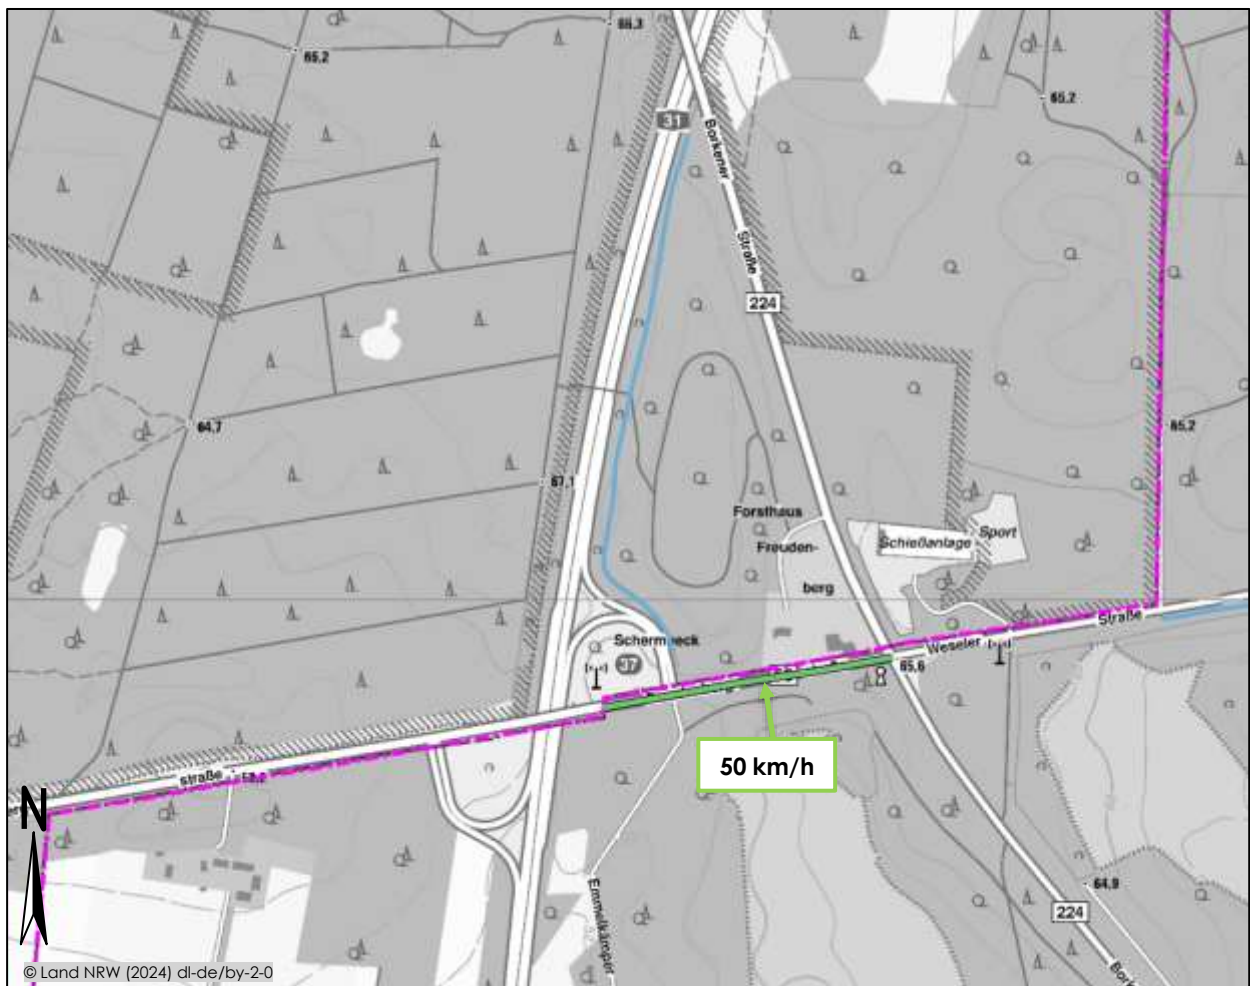 66.3
65,2
65,2
31
Borkener
Straße
224
65,2
64,7
67,1
Forsthaus
Freuden-
berg
Schießanlage
Sport
Schermbeck
37
Weseler
Straße
65,6
50 km/h
straße
N
Emmelkämper
64,9
224
Bork
© Land NRW (2024) dl-de/by-2-0